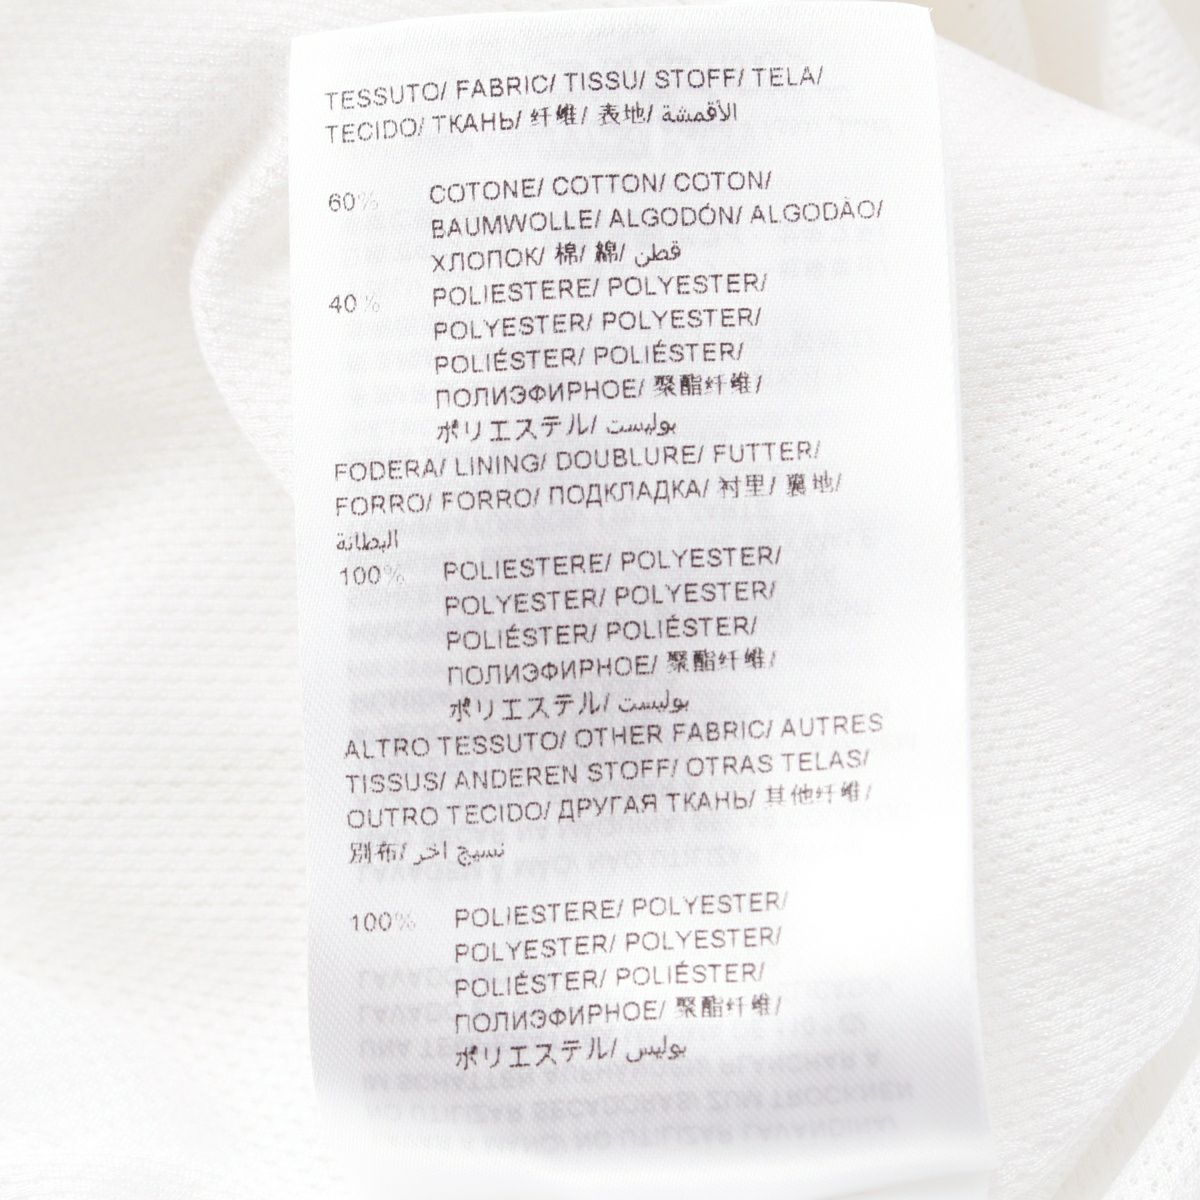 TESSUTO/ FABRIC/ TISSU/ STOFF/ TELA/
TECIDO/ ТКАНЬ/ 纤维/ 表地/ الأقمشة
60% COTONE/ COTTON/ COTON/
BAUMWOLLE/ ALGODÓN/ ALGODÃO/
ХЛОПОК/ 棉/ 綿/ قطن
40% POLIESTERE/ POLYESTER/
POLYESTER/ POLYESTER/
POLIÉSTER/ POLIÉSTER/
ПОЛИЭФИРНОЕ/ 聚酯纤维/
ポリエステル/ بوليست
FODERA/ LINING/ DOUBLURE/ FUTTER/
FORRO/ FORRO/ ПОДКЛАДКА/ 衬里/ 裏地/
البطانة
100% POLIESTERE/ POLYESTER/
POLYESTER/ POLYESTER/
POLIÉSTER/ POLIÉSTER/
ПОЛИЭФИРНОЕ/ 聚酯纤维/
ポリエステル/ بوليست
ALTRO TESSUTO/ OTHER FABRIC/ AUTRES
TISSUS/ ANDEREN STOFF/ OTRAS TELAS/
OUTRO TECIDO/ ДРУГАЯ ТКАНЬ/ 其他纤维/
別布/ نسيج اخر
100% POLIESTERE/ POLYESTER/
POLYESTER/ POLYESTER/
POLIÉSTER/ POLIÉSTER/
ПОЛИЭФИРНОЕ/ 聚酯纤维/
ポリエステル/ بوليس